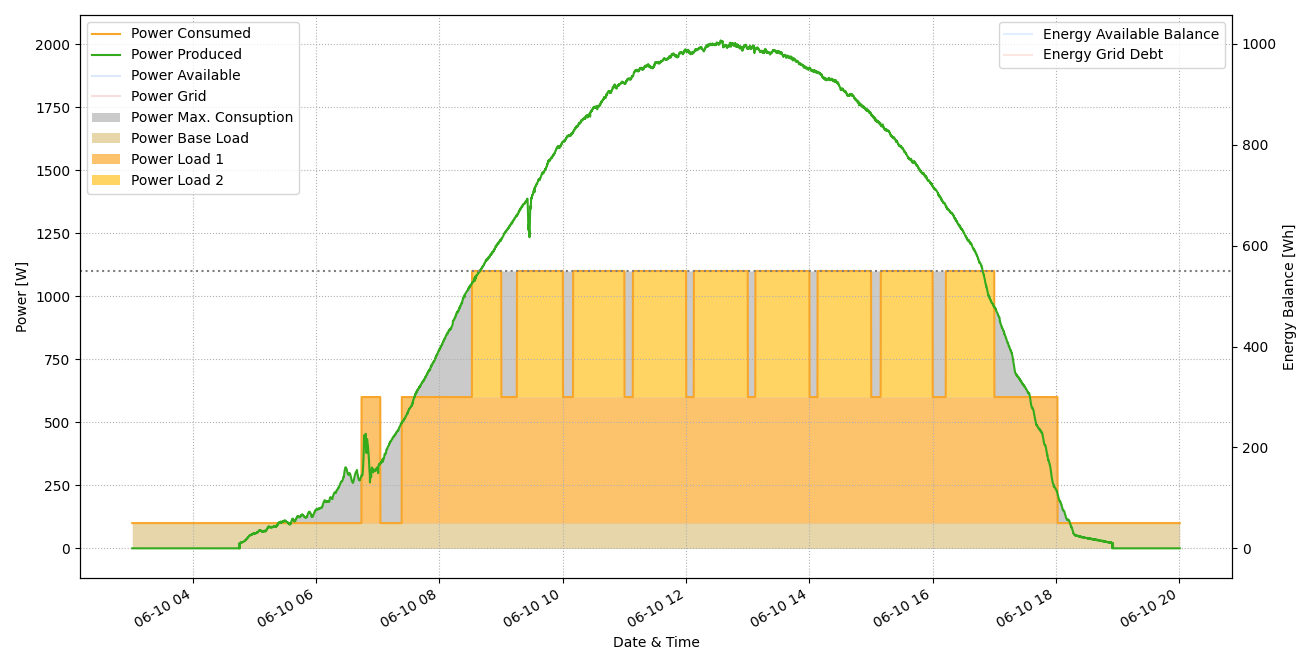 Power Consumed
Power Produced
Power Available
Power Grid
Power Max. Consuption
Power Base Load
Power Load 1
Power Load 2
Energy Available Balance
Energy Grid Debt
Power [W]
2000
1750
1500
1250
1000
750
500
250
0
1000
800
600
400
200
0
Energy Balance [Wh]
06-10 04
06-10 06
06-10 08
06-10 10
06-10 12
06-10 14
06-10 16
06-10 18
06-10 20
Date & Time